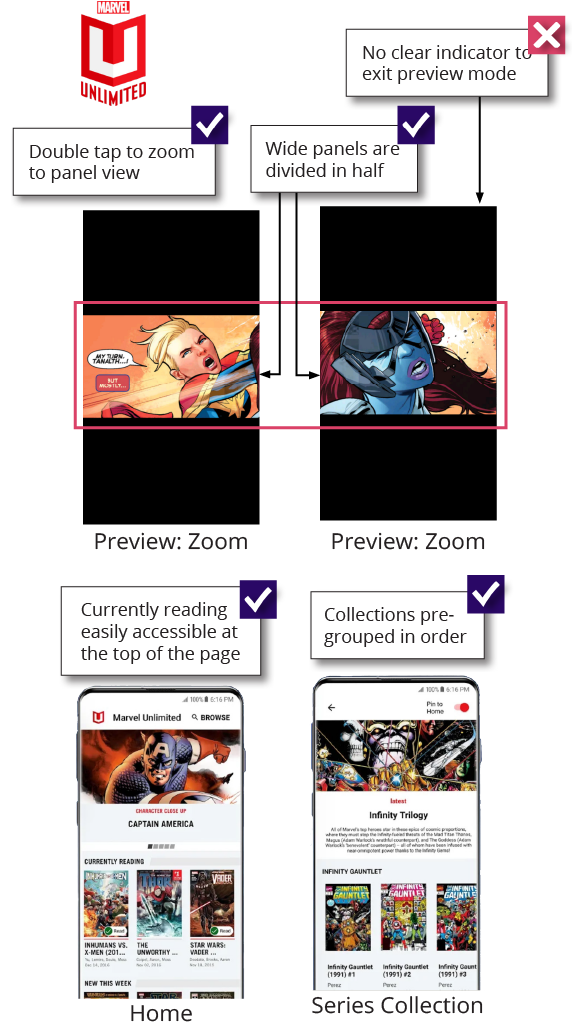 MARVEL
UNLIMITED
No clear indicator to
exit preview mode
Double tap to zoom
to panel view
Wide panels are
divided in half
MY TURN,
TANALTH...!
BUT
MOSTLY...
Preview: Zoom
Preview: Zoom
Currently reading
easily accessible at
the top of the page
Collections pre-
grouped in order
100% 6:16 PM
Marvel Unlimited
BROWSE
CHARACTER CLOSE UP
CAPTAIN AMERICA
CURRENTLY READING
Read
Read
INHUMANS VS.
X-MEN (201...
THE
UNWORTHY ...
STAR WARS:
VADER ...
NEW THIS WEEK
Home
100% 6:16 PM
Pin to
Home
latest
Infinity Trilogy
All of Marvel's top heroes star in these epics of cosmic proportions,
where they must stop the Infinity-fueled threats of the Mad Titan Thanos,
Magus (Adam Warlock's wrathful counterpart), and The Goddess (Adam
Warlock's "benevolent" counterpart) -- all of whom have been infused with
near-omnipotent power thanks to the Infinity Gems!
INFINITY GAUNTLET
Infinity Gauntlet
(1991) #1
Perez
Infinity Gauntlet
(1991) #2
Perez
Infinity Gaun
(1991) #3
Perez
Series Collection